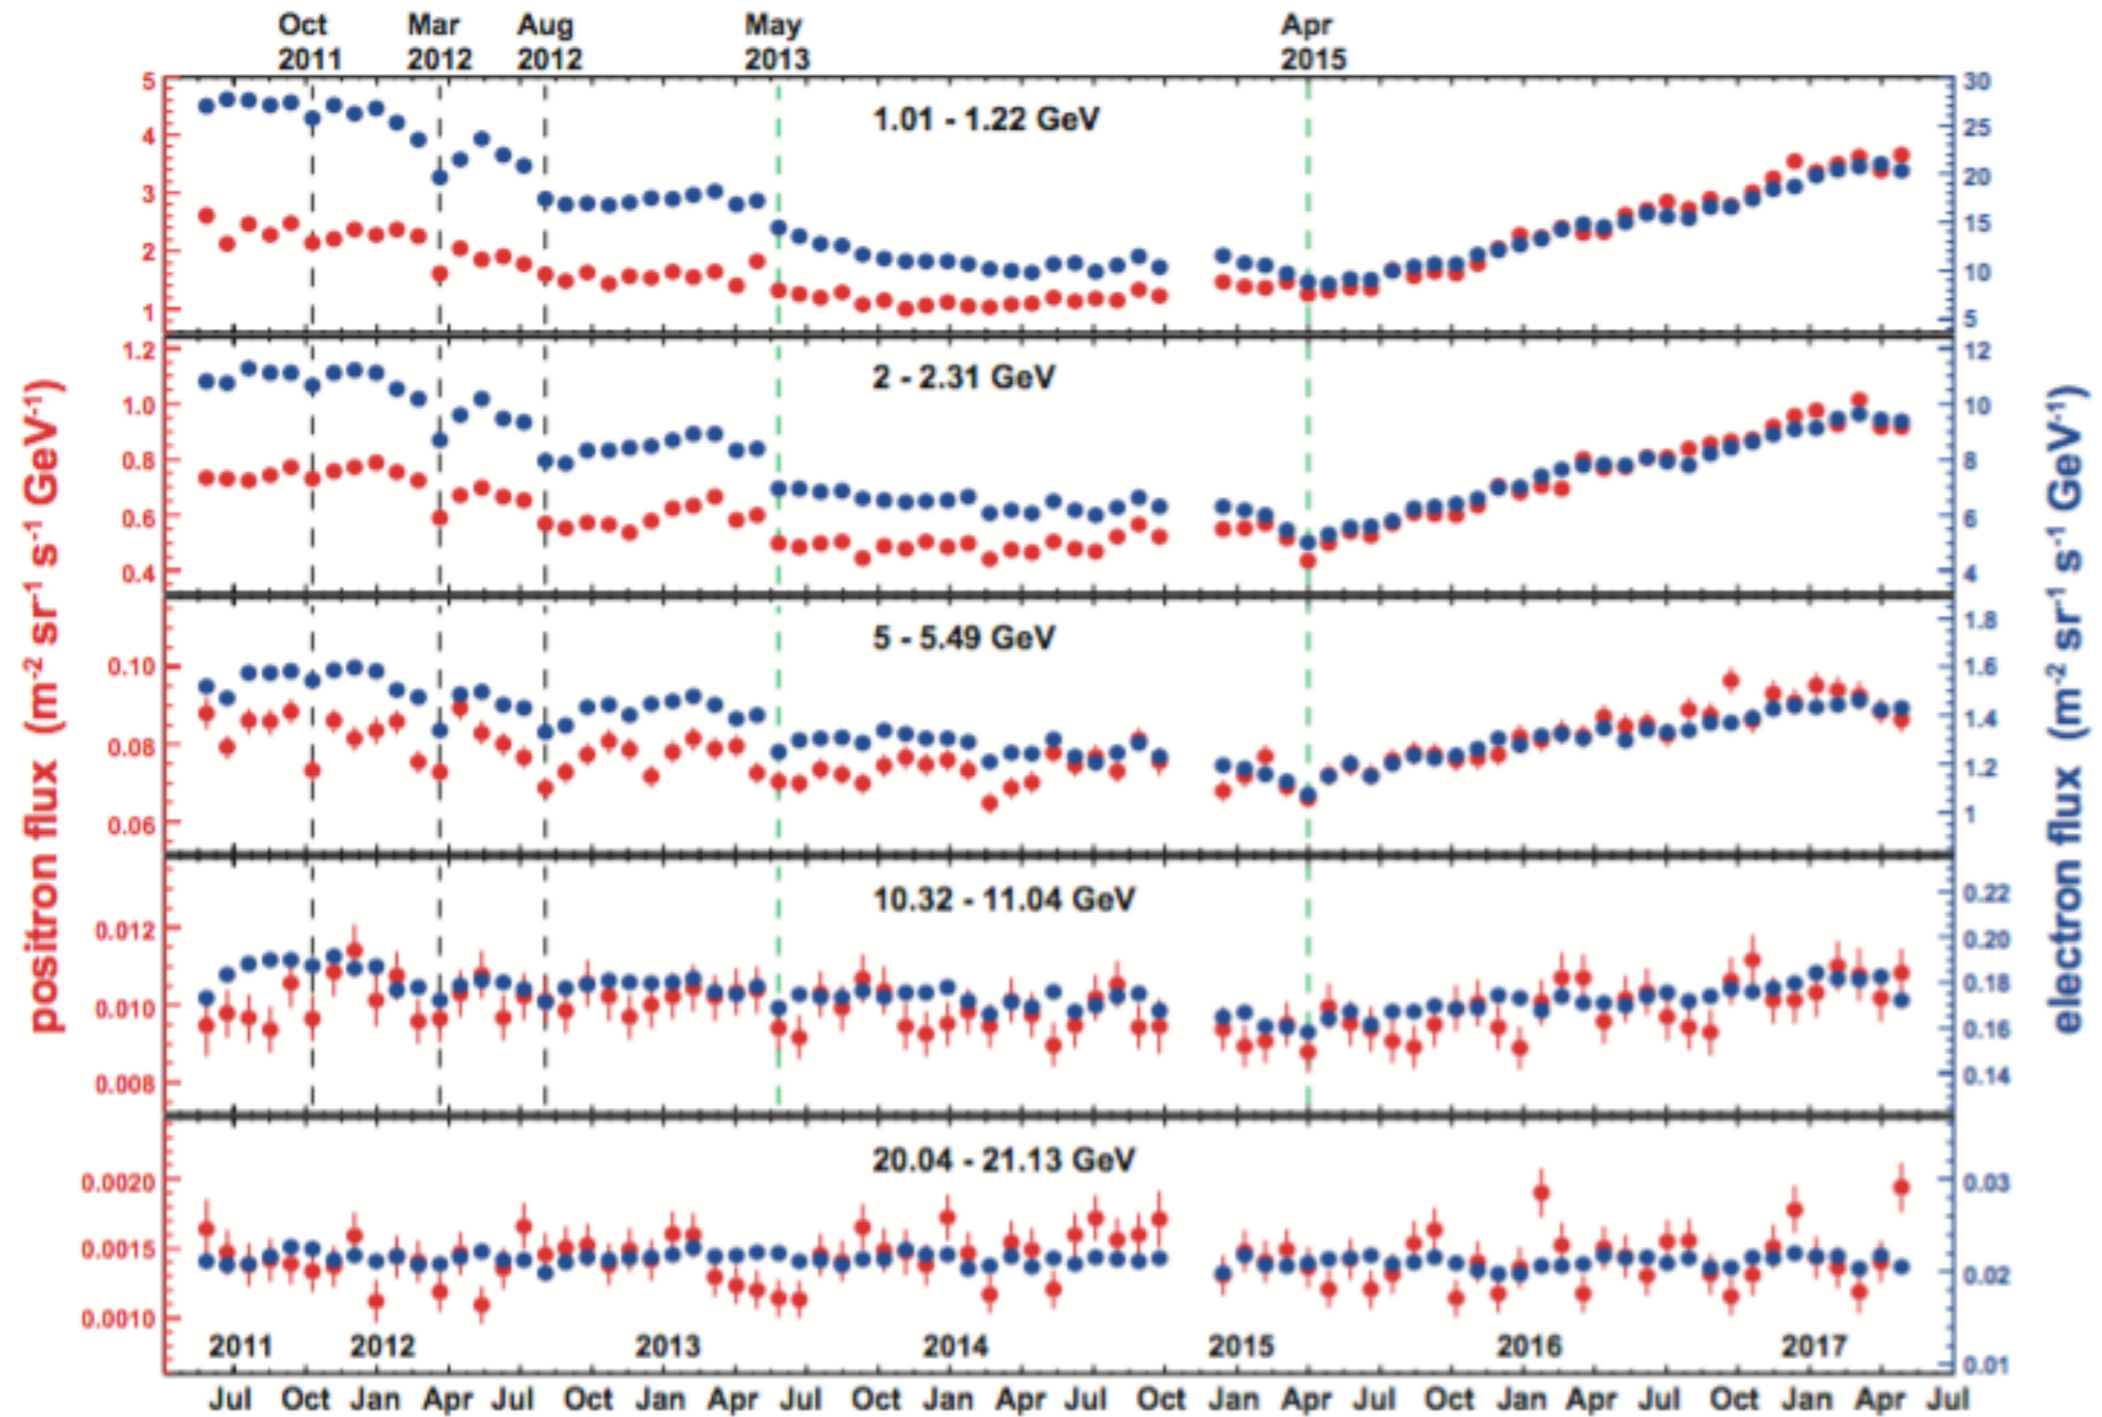 Oct Mar Aug May Apr
2011 2012 2012 2013 2015
5 30
1.01 - 1.22 GeV
4 25
3 20
2 15
10
1 5
1.2 12
2 - 2.31 GeV
1.0 10
0.8 8
0.6 6
0.4 4
5 - 5.49 GeV
1.8
0.10 1.6
1.4
0.08 1.2
1
0.06
10.32 - 11.04 GeV
0.22
0.012 0.20
0.18
0.010 0.16
0.008 0.14
20.04 - 21.13 GeV
0.0020 0.03
0.0015 0.02
0.0010
2011 2012 2013 2014 2015 2016 2017
0.01
Jul Oct Jan Apr Jul Oct Jan Apr Jul Oct Jan Apr Jul Oct Jan Apr Jul Oct Jan Apr Jul Oct Jan Apr Jul
positron flux (m⁻² sr⁻¹ s⁻¹ GeV⁻¹)
electron flux (m⁻² sr⁻¹ s⁻¹ GeV⁻¹)